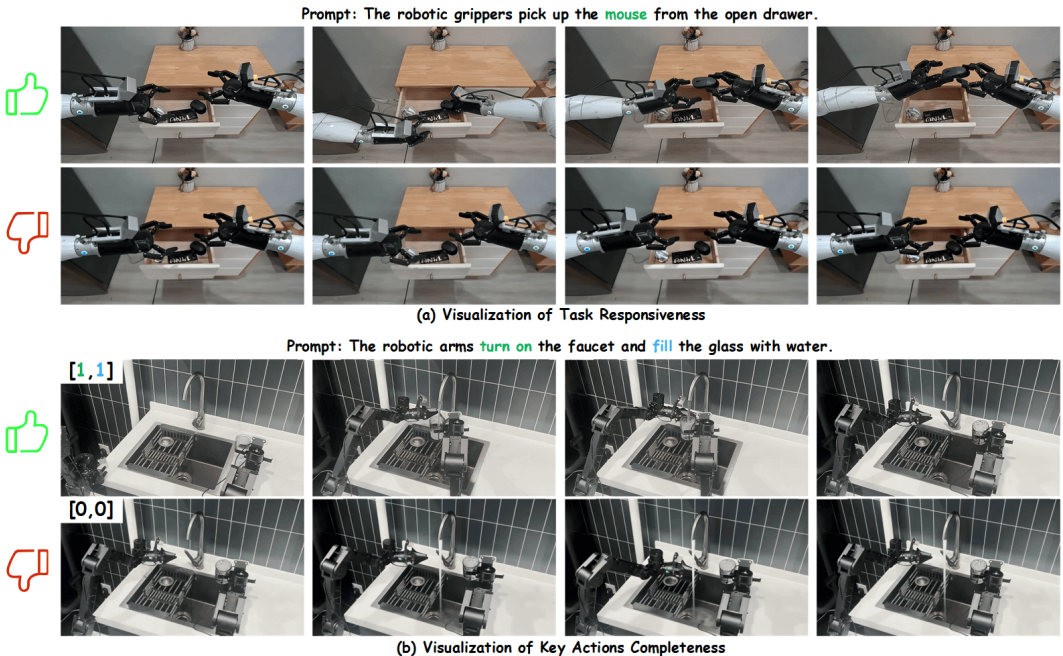 Prompt: The robotic grippers pick up the mouse from the open drawer.
(a) Visualization of Task Responsiveness
Prompt: The robotic arms turn on the faucet and fill the glass with water.
[1,1]
[0,0]
(b) Visualization of Key Actions Completeness